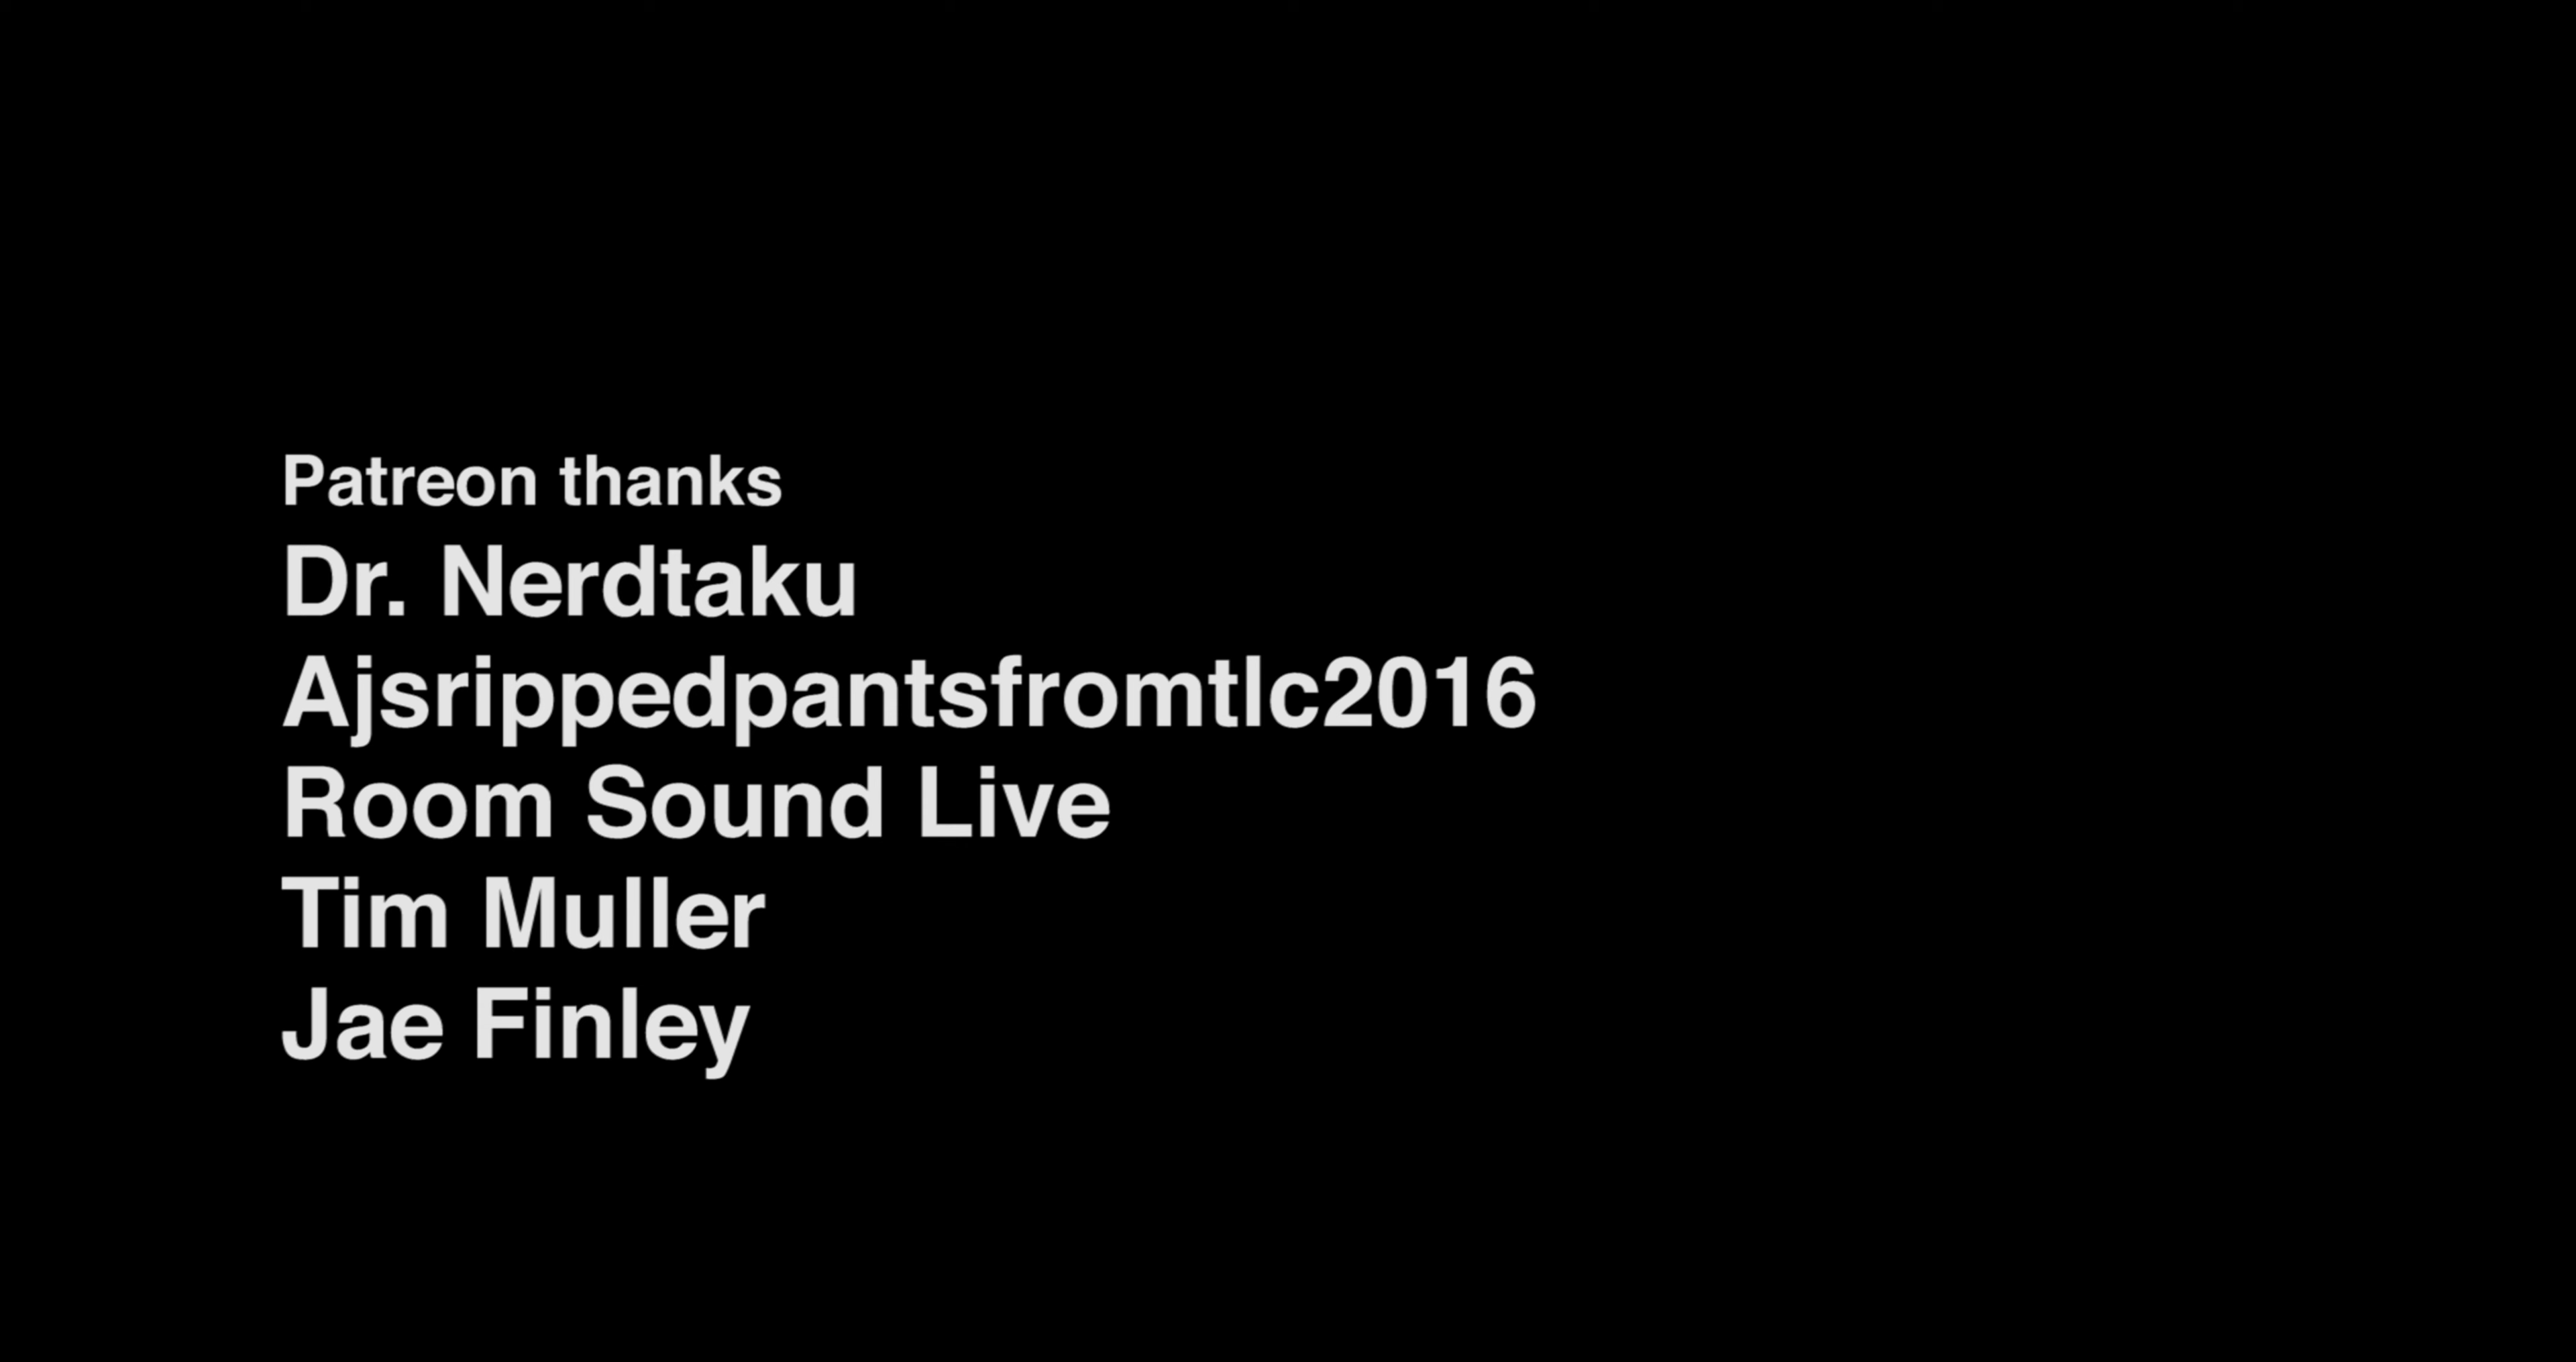 Patreon thanks
Dr. Nerdtaku
Ajsrippedpantsfromtlc2016
Room Sound Live
Tim Muller
Jae Finley